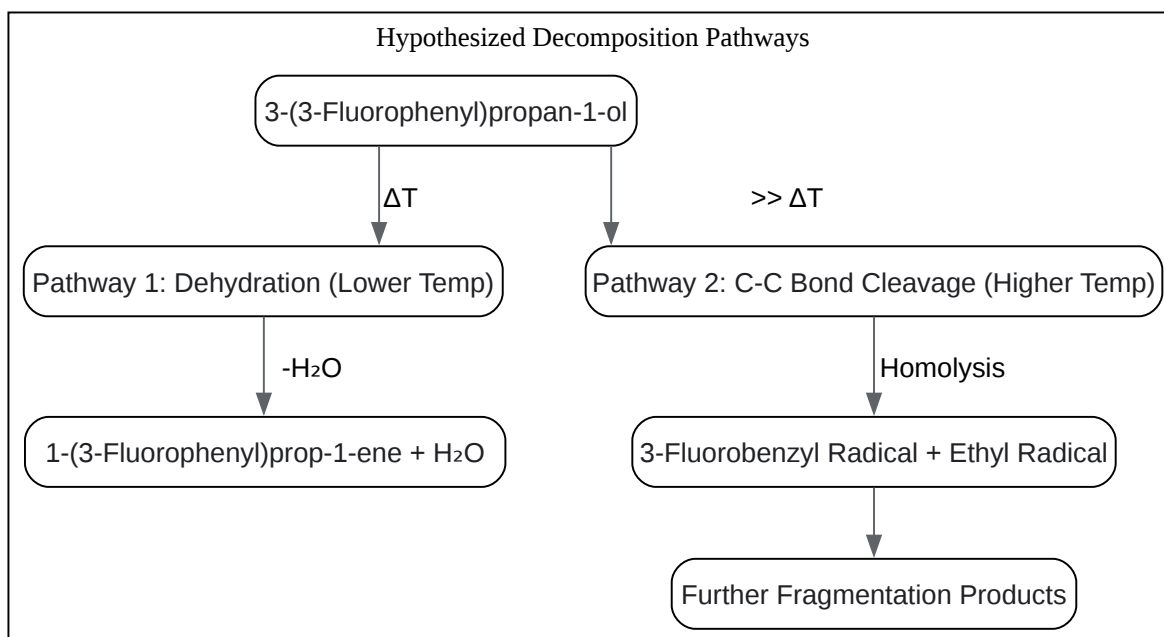 Hypothesized Decomposition Pathways
3-(3-Fluorophenyl)propan-1-ol
ΔT
>> ΔT
Pathway 1: Dehydration (Lower Temp)
Pathway 2: C-C Bond Cleavage (Higher Temp)
-H₂O
Homolysis
1-(3-Fluorophenyl)prop-1-ene + H₂O
3-Fluorobenzyl Radical + Ethyl Radical
Further Fragmentation Products